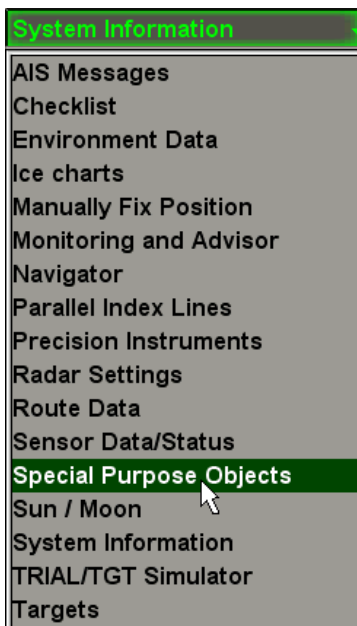 System Information
AIS Messages
Checklist
Environment Data
Ice charts
Manually Fix Position
Monitoring and Advisor
Navigator
Parallel Index Lines
Precision Instruments
Radar Settings
Route Data
Sensor Data/Status
Special Purpose Objects
Sun / Moon
System Information
TRIAL/TGT Simulator
Targets